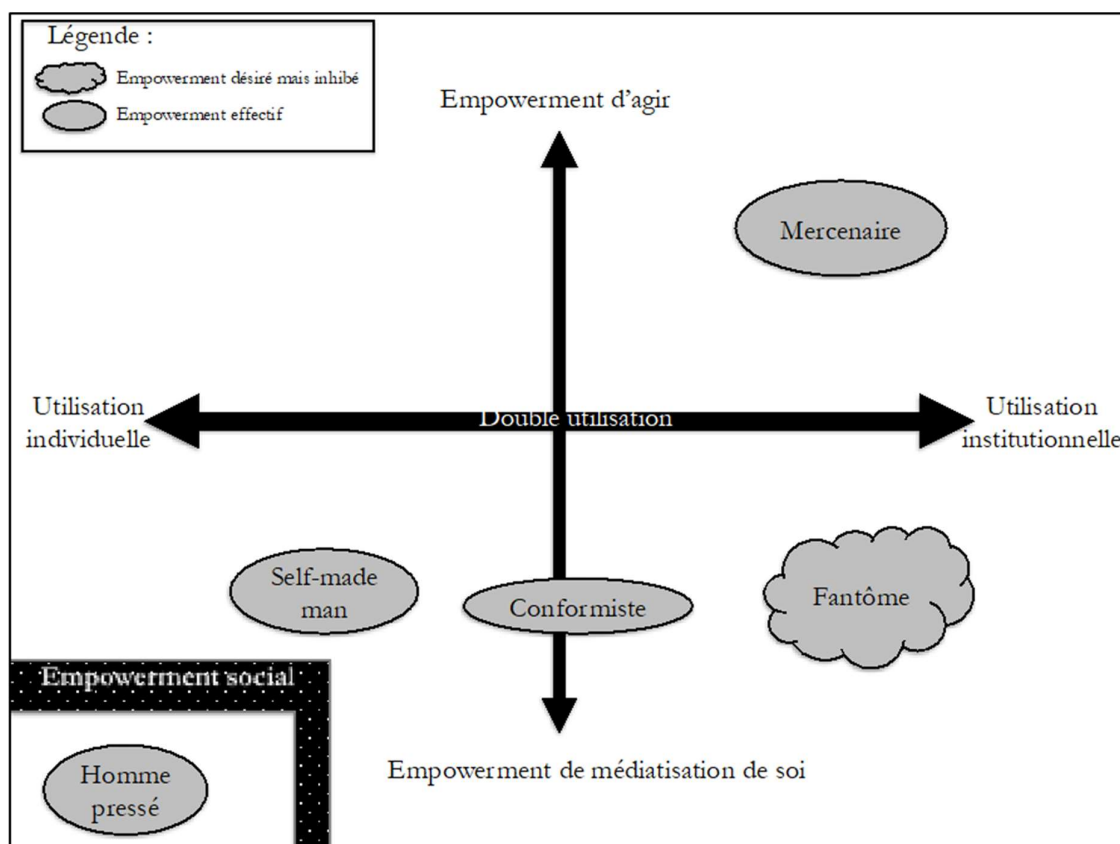 Légende :
Empowerment désiré mais inhibé
Empowerment effectif
Empowerment d'agir
Mercenaire
Utilisation
individuelle
Double utilisation
Utilisation
institutionnelle
Self-made
man
Conformiste
Fantôme
Empowerment social
Homme
pressé
Empowerment de médiatisation de soi